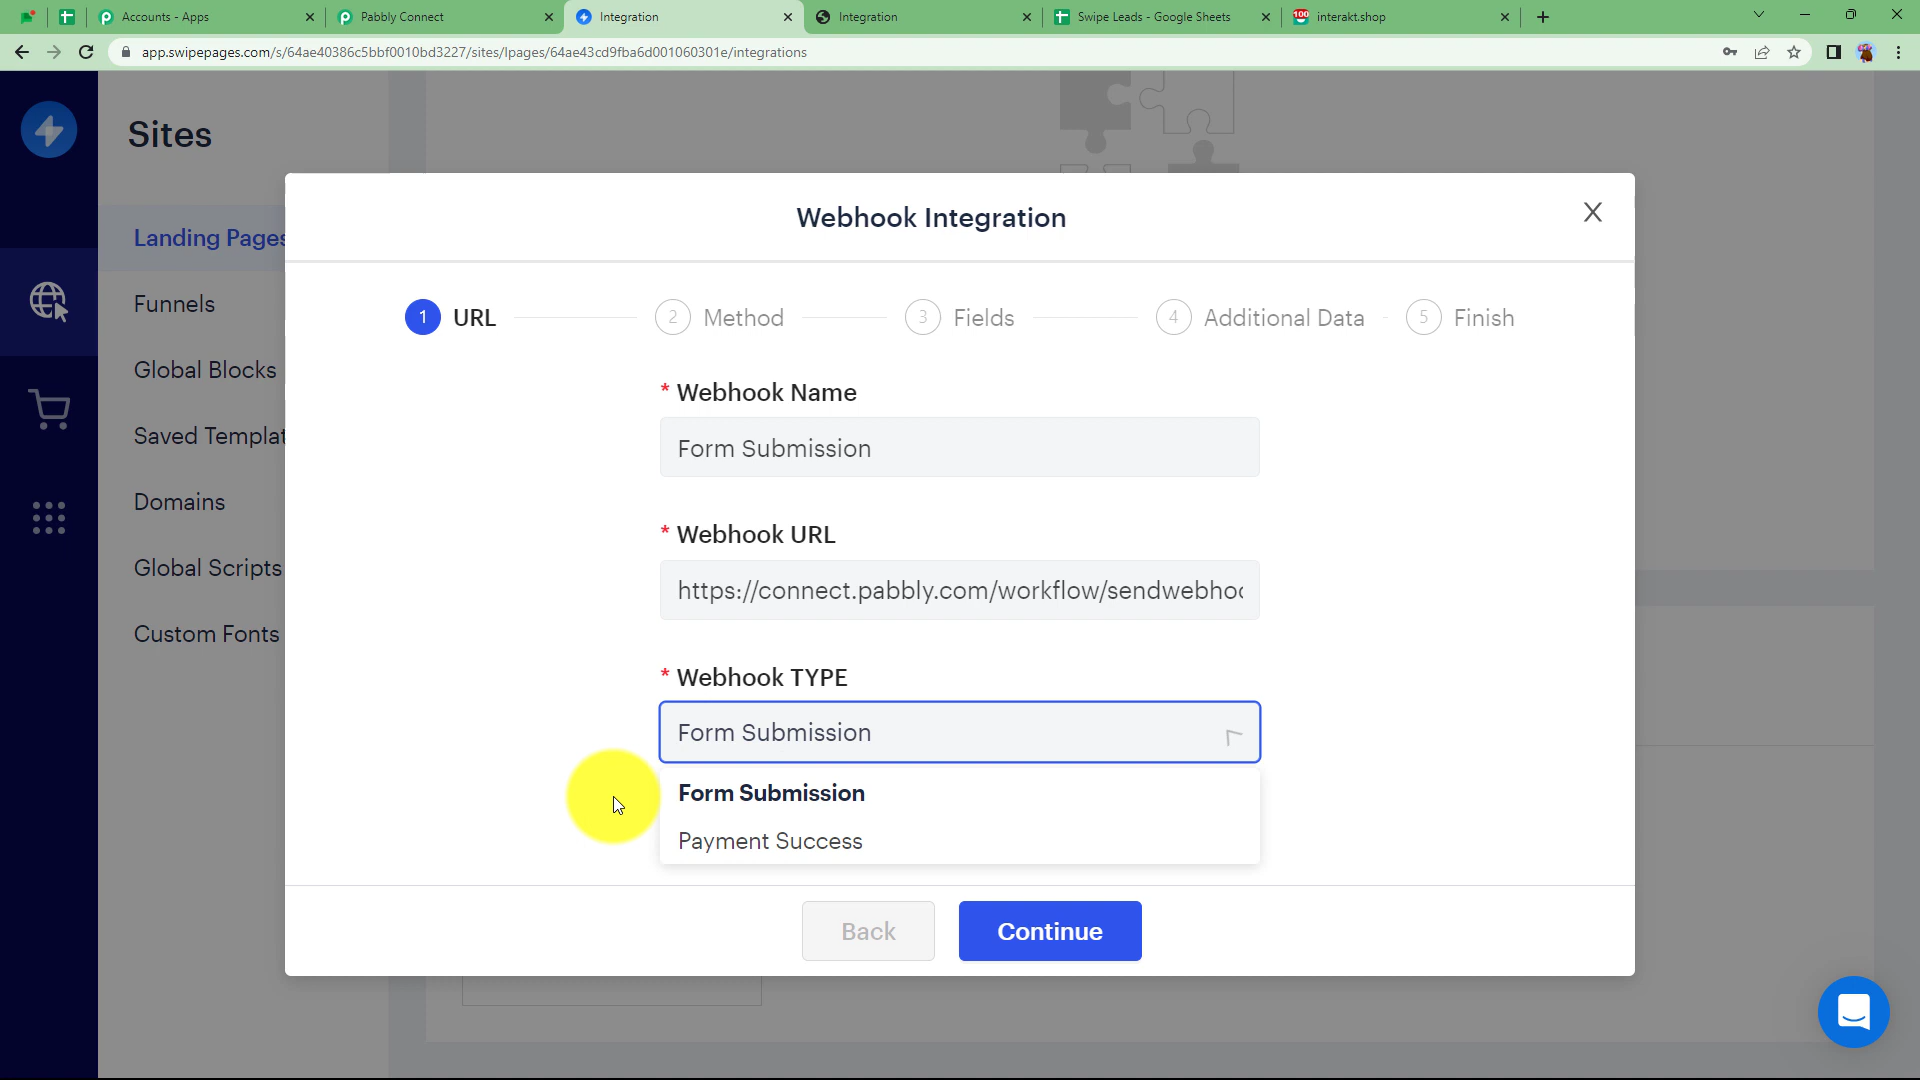 Accounts - Apps
Pabbly Connect
Integration
Integration
Swipe Leads - Google Sheets
100
interakt.shop
app.swipepages.com/s/64ae40386c5bbf0010bd3227/sites/lpages/64ae43cd9fba6d001060301e/integrations
Sites
Landing Pages
Funnels
Global Blocks
Saved Templat
Domains
Global Scripts
Custom Fonts
Webhook Integration
1 URL
2 Method
3 Fields
4 Additional Data
5 Finish
* Webhook Name
Form Submission
* Webhook URL
https://connect.pabbly.com/workflow/sendwebhoo
* Webhook TYPE
Form Submission
Form Submission
Payment Success
Back
Continue